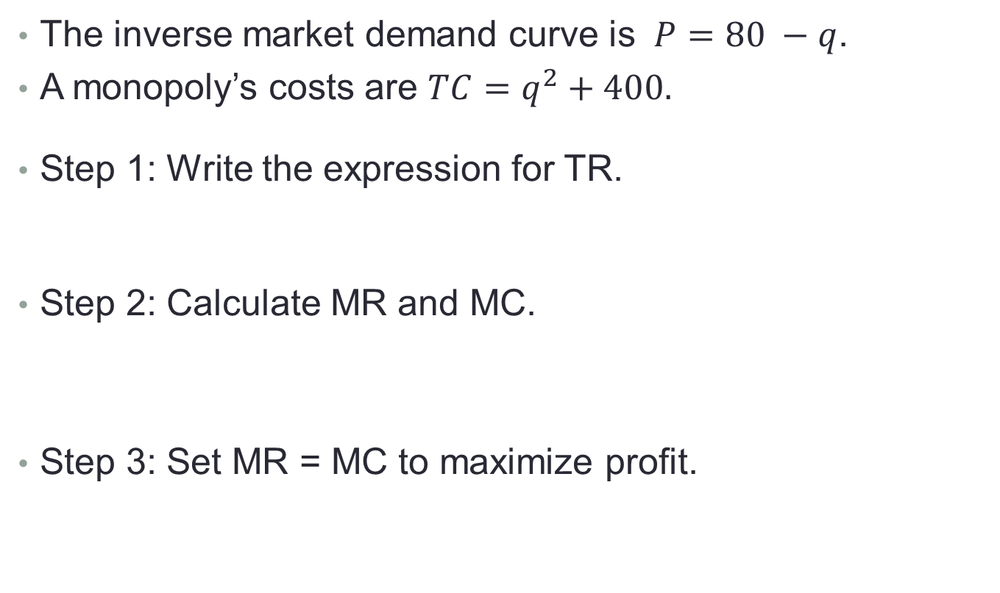 • The inverse market demand curve is P = 80 − q.
• A monopoly’s costs are TC = q² + 400.
• Step 1: Write the expression for TR.
• Step 2: Calculate MR and MC.
• Step 3: Set MR = MC to maximize profit.